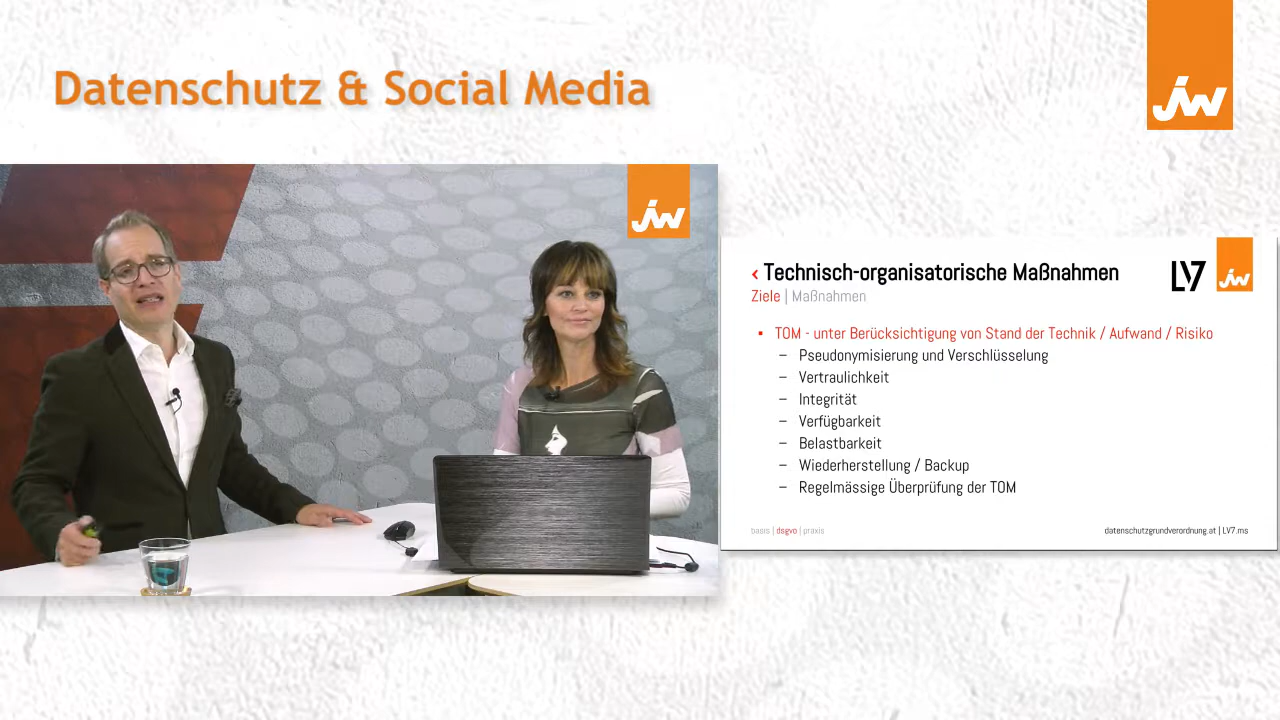 Datenschutz & Social Media
jw
jw
‹ Technisch-organisatorische Maßnahmen
LV7
jw
Ziele | Maßnahmen
▪ TOM - unter Berücksichtigung von Stand der Technik / Aufwand / Risiko
– Pseudonymisierung und Verschlüsselung
– Vertraulichkeit
– Integrität
– Verfügbarkeit
– Belastbarkeit
– Wiederherstellung / Backup
– Regelmässige Überprüfung der TOM
basis | dsgvo | praxis
datenschutzgrundverordnung.at | LV7.ms